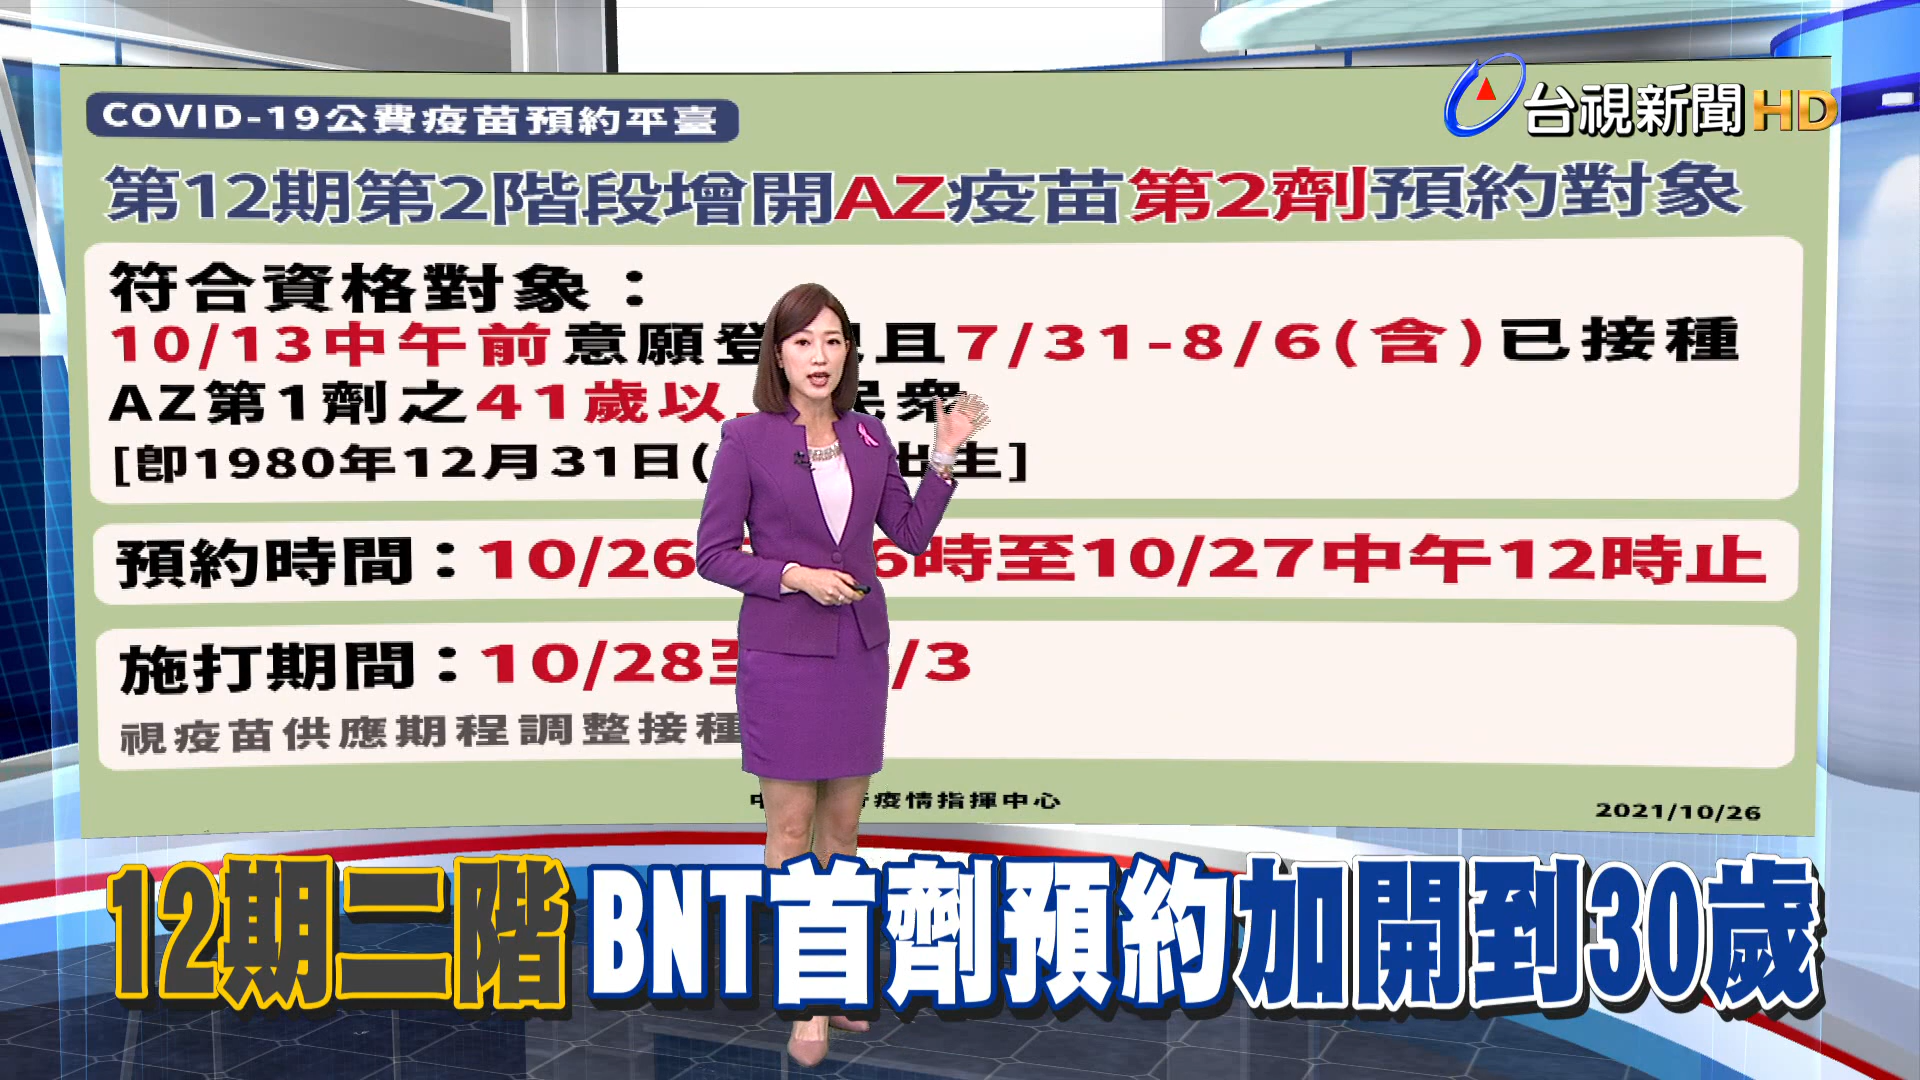 台視新聞HD
COVID-19公費疫苗預約平臺
第12期第2階段增開AZ疫苗第2劑預約對象
符合資格對象：
10/13中午前意願登 且7/31-8/6(含)已接種
AZ第1劑之41歲以 民眾
[即1980年12月31日( 出生]
預約時間：10/26 6時至10/27中午12時止
施打期間：10/28至 /3
視疫苗供應期程調整接種
中 疫情指揮中心
2021/10/26
12期二階 BNT首劑預約加開到30歲